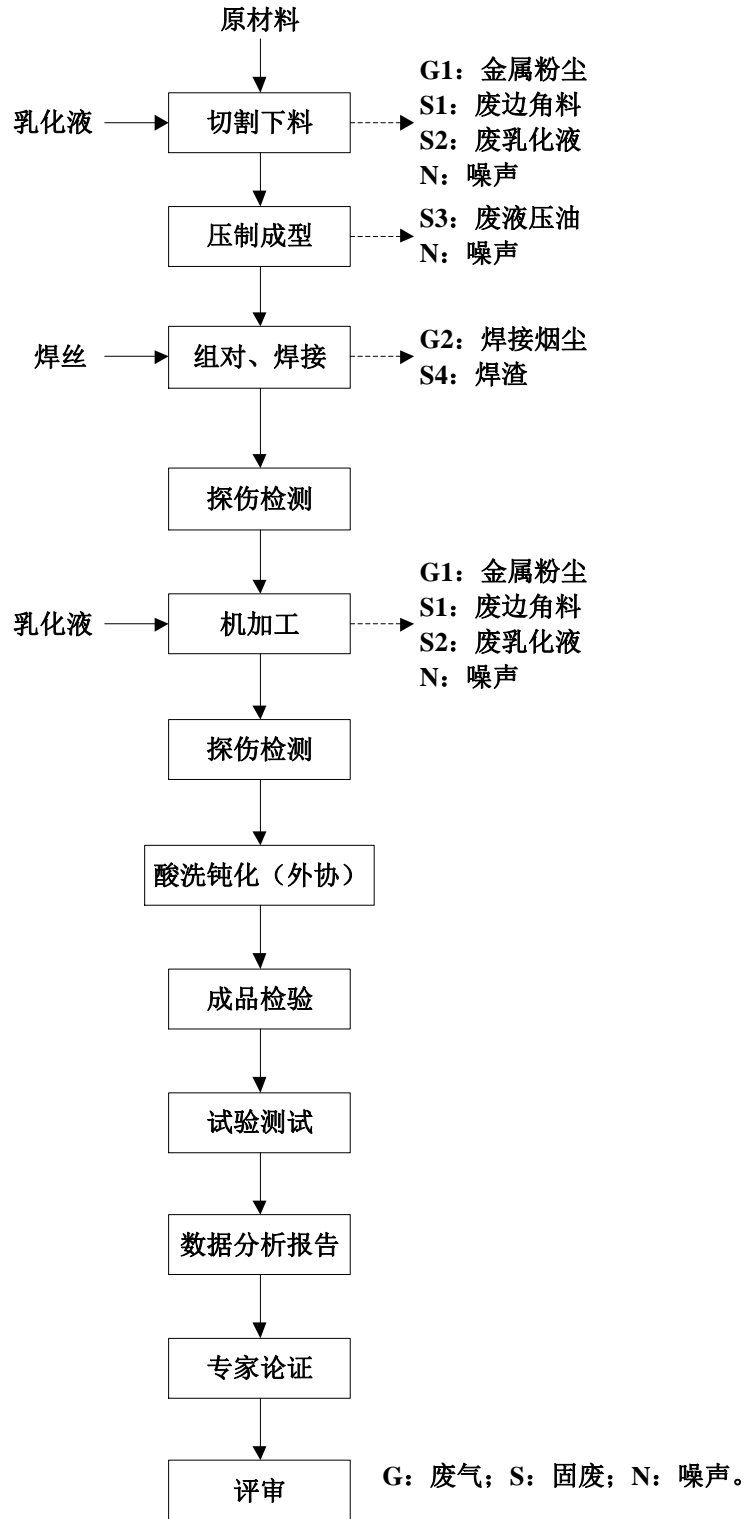 原材料
乳化液
切割下料
G1：金属粉尘
S1：废边角料
S2：废乳化液
N：噪声
压制成型
S3：废液压油
N：噪声
焊丝
组对、焊接
G2：焊接烟尘
S4：焊渣
探伤检测
乳化液
机加工
G1：金属粉尘
S1：废边角料
S2：废乳化液
N：噪声
探伤检测
酸洗钝化（外协）
成品检验
试验测试
数据分析报告
专家论证
评审
G：废气；S：固废；N：噪声。